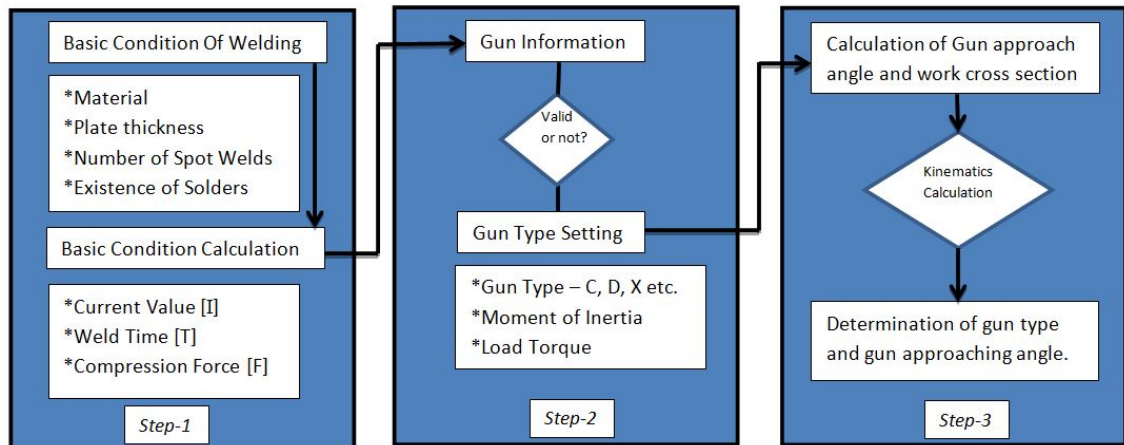 Basic Condition Of Welding
*Material
*Plate thickness
*Number of Spot Welds
*Existence of Solders
Basic Condition Calculation
*Current Value [I]
*Weld Time [T]
*Compression Force [F]
Step-1
Gun Information
Valid
or not?
Gun Type Setting
*Gun Type – C, D, X etc.
*Moment of Inertia
*Load Torque
Step-2
Calculation of Gun approach
angle and work cross section
Kinematics
Calculation
Determination of gun type
and gun approaching angle.
Step-3